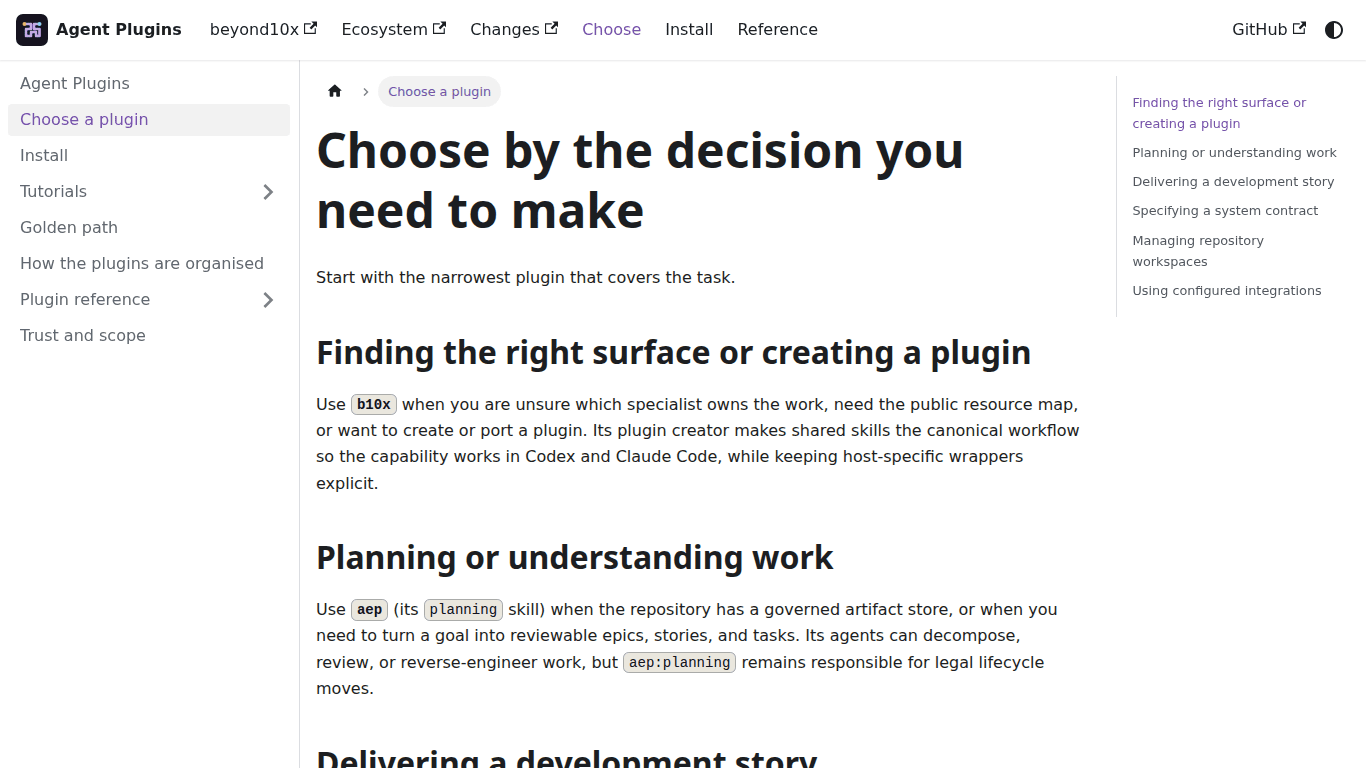 Agent Plugins
beyond10x
Ecosystem
Changes
Choose
Install
Reference
GitHub
Agent Plugins
Choose a plugin
Install
Tutorials
Golden path
How the plugins are organised
Plugin reference
Trust and scope
Choose a plugin
Choose by the decision you
need to make
Start with the narrowest plugin that covers the task.
Finding the right surface or creating a plugin
Use b10x when you are unsure which specialist owns the work, need the public resource map,
or want to create or port a plugin. Its plugin creator makes shared skills the canonical workflow
so the capability works in Codex and Claude Code, while keeping host-specific wrappers
explicit.
Planning or understanding work
Use aep (its planning skill) when the repository has a governed artifact store, or when you
need to turn a goal into reviewable epics, stories, and tasks. Its agents can decompose,
review, or reverse-engineer work, but aep:planning remains responsible for legal lifecycle
moves.
Delivering a development story
Finding the right surface or
creating a plugin
Planning or understanding work
Delivering a development story
Specifying a system contract
Managing repository
workspaces
Using configured integrations